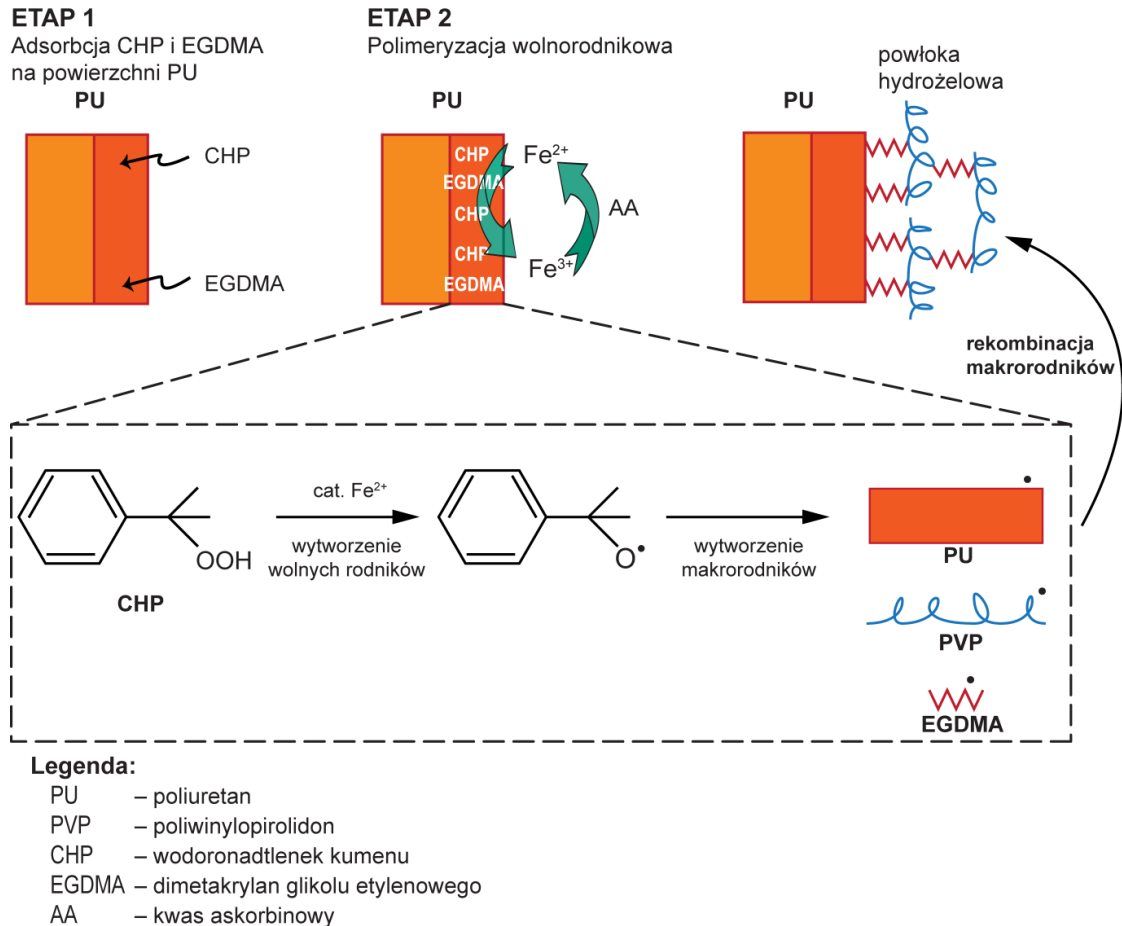 ETAP 1
Adsorbcja CHP i EGDMA
na powierzchni PU
PU
CHP
EGDMA
ETAP 2
Polimeryzacja wolnorodnikowa
PU
CHP
EGDMA
CHP
CHP
EGDMA
Fe²⁺
Fe³⁺
AA
PU
powłoka
hydrożelowa
rekombinacja
makrorodników
OOH
CHP
cat. Fe²⁺
wytworzenie
wolnych rodników
O•
wytworzenie
makrorodników
PU
PVP
EGDMA
Legenda:
PU – poliuretan
PVP – poliwinylopirolidon
CHP – wodoronadtlenek kumenu
EGDMA – dimetakrylan glikolu etylenowego
AA – kwas askorbinowy